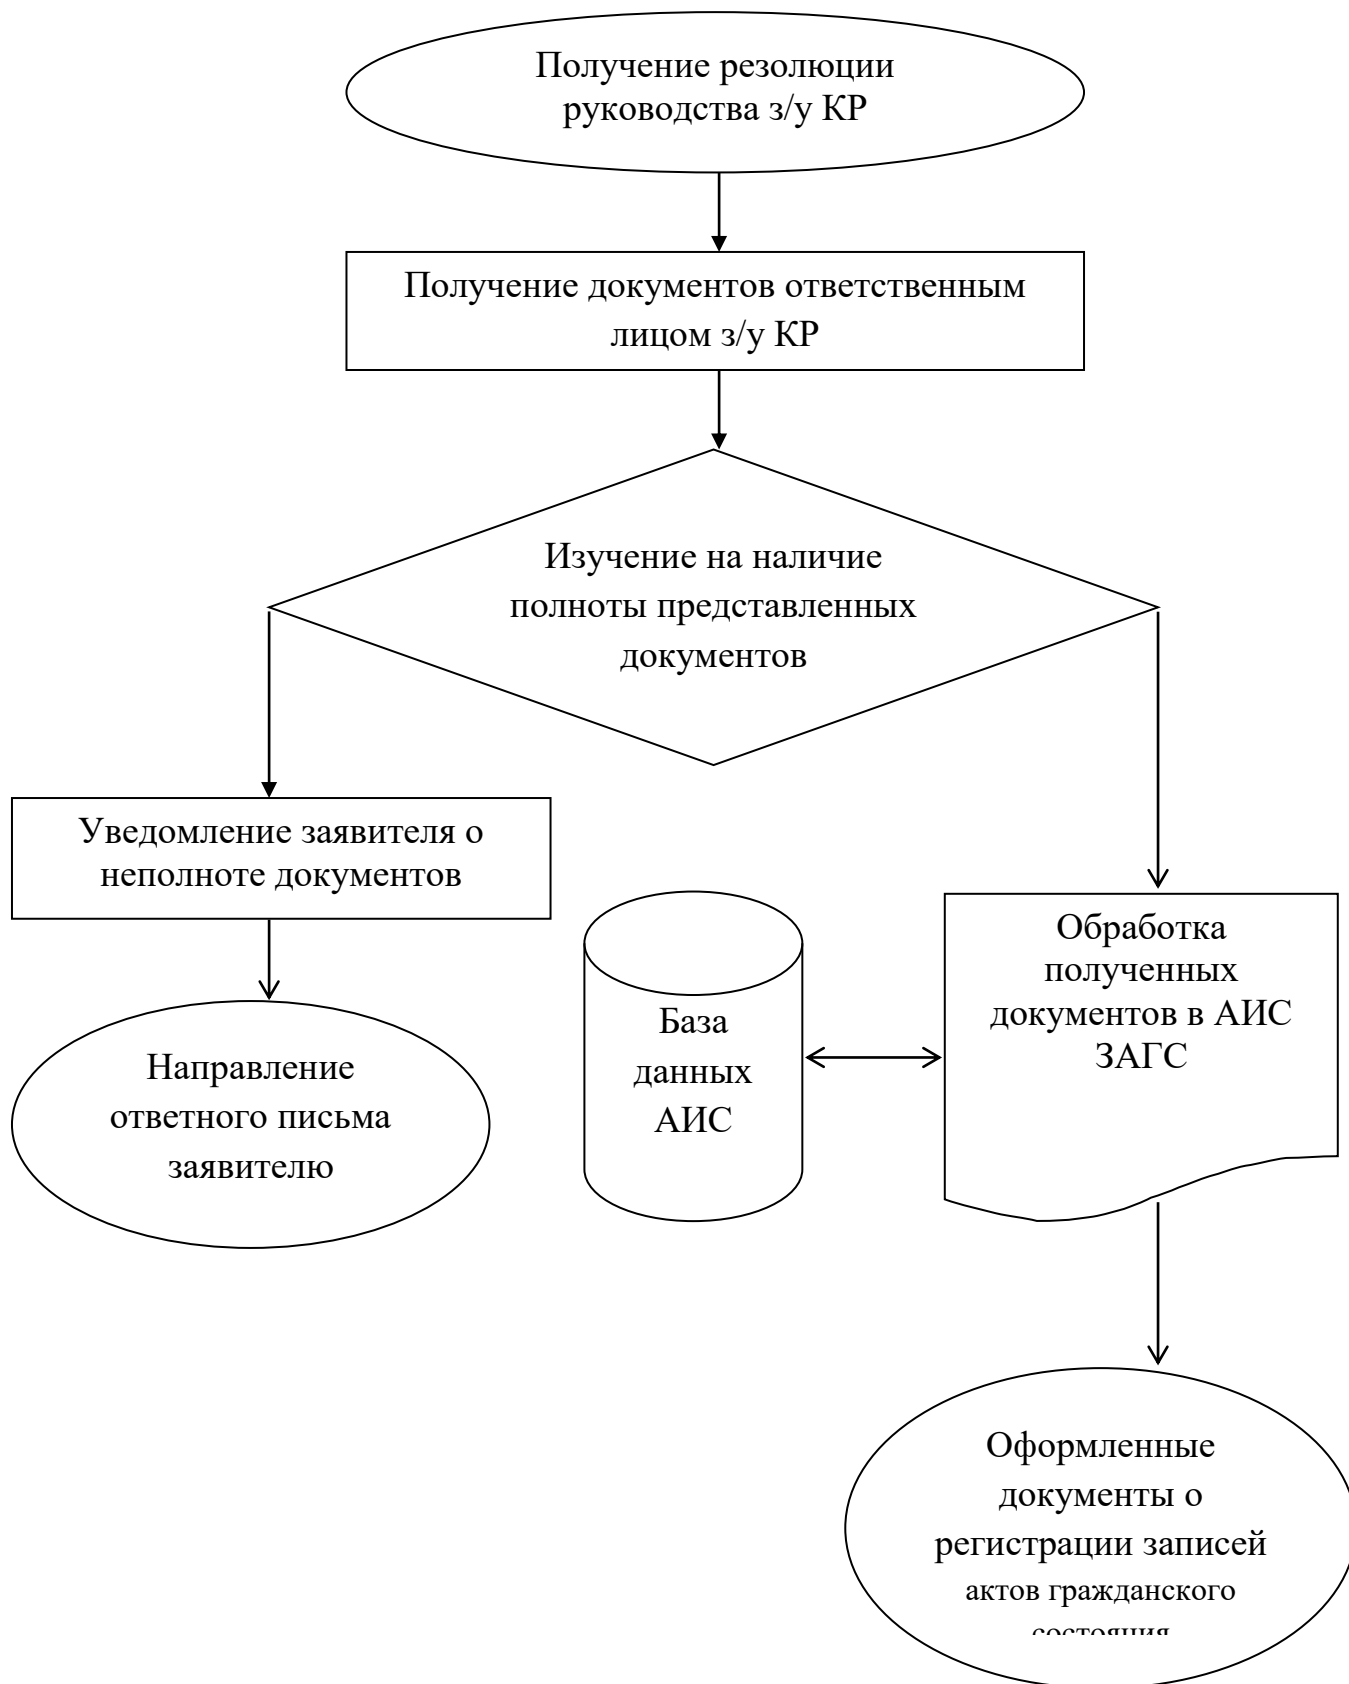 Получение резолюции
руководства з/у КР
Получение документов ответственным
лицом з/у КР
Изучение на наличие
полноты представленных
документов
Уведомление заявителя о
неполноте документов
Направление
ответного письма
заявителю
База
данных
АИС
Обработка
полученных
документов в АИС
ЗАГС
Оформленные
документы о
регистрации записей
актов гражданского
состояния